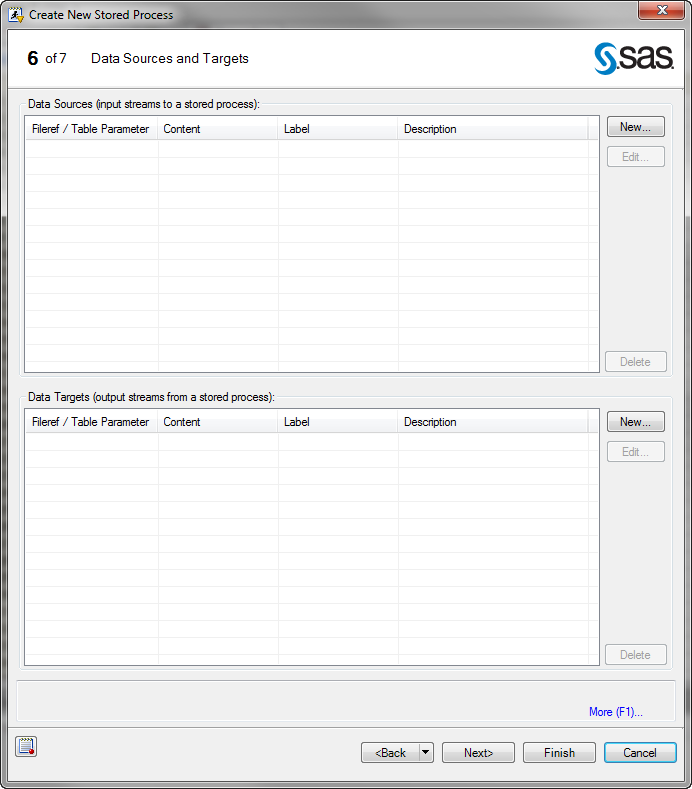 Create New Stored Process
6 of 7 Data Sources and Targets
sas.
Data Sources (input streams to a stored process):
Fileref / Table Parameter Content Label Description
New...
Edit...
Delete
Data Targets (output streams from a stored process):
Fileref / Table Parameter Content Label Description
New...
Edit...
Delete
More (F1)...
<Back Next> Finish Cancel